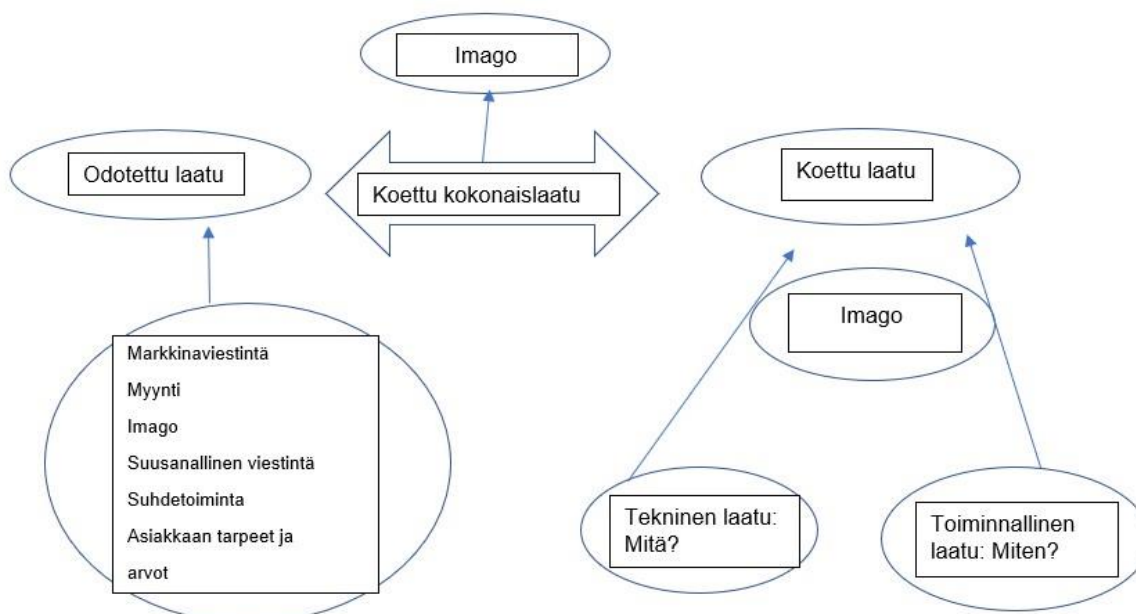 Imago
Odotettu laatu
Koettu kokonaislaatu
Koettu laatu
Imago
Markkinaviestintä
Myynti
Imago
Suusanallinen viestintä
Suhdetoiminta
Asiakkaan tarpeet ja
arvot
Tekninen laatu:
Mitä?
Toiminnallinen
laatu: Miten?